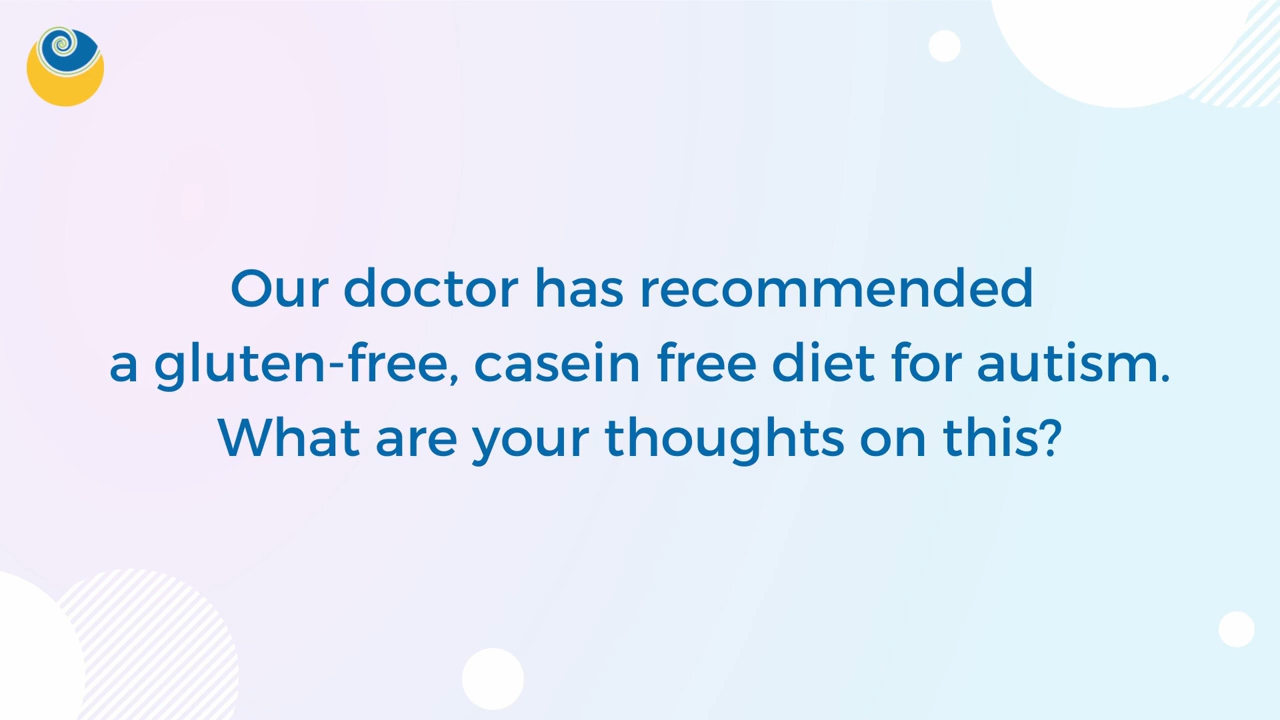 Our doctor has recommended
a gluten-free, casein free diet for autism.
What are your thoughts on this?